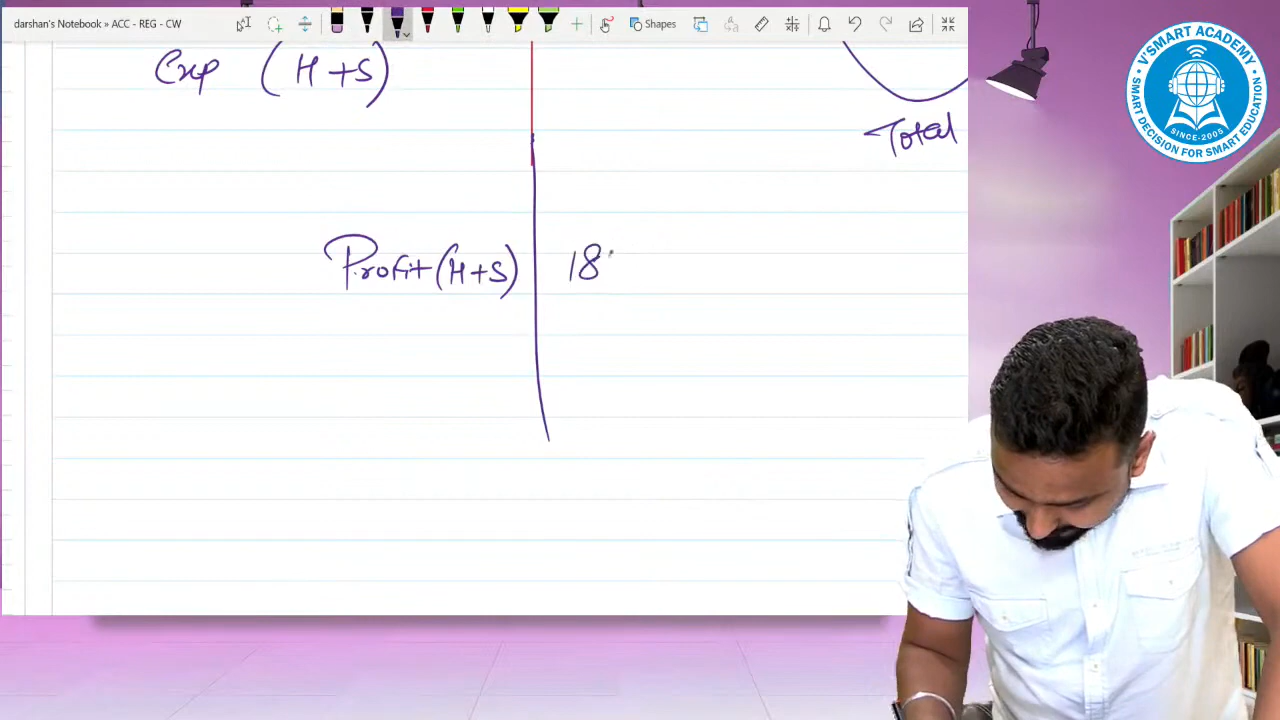 darshan's Notebook » ACC - REG - CW
Shapes
V'SMART ACADEMY
SINCE-2005
SMART DECISION FOR SMART EDUCATION
Exp (H+S)
Total
Profit (H+S) 18